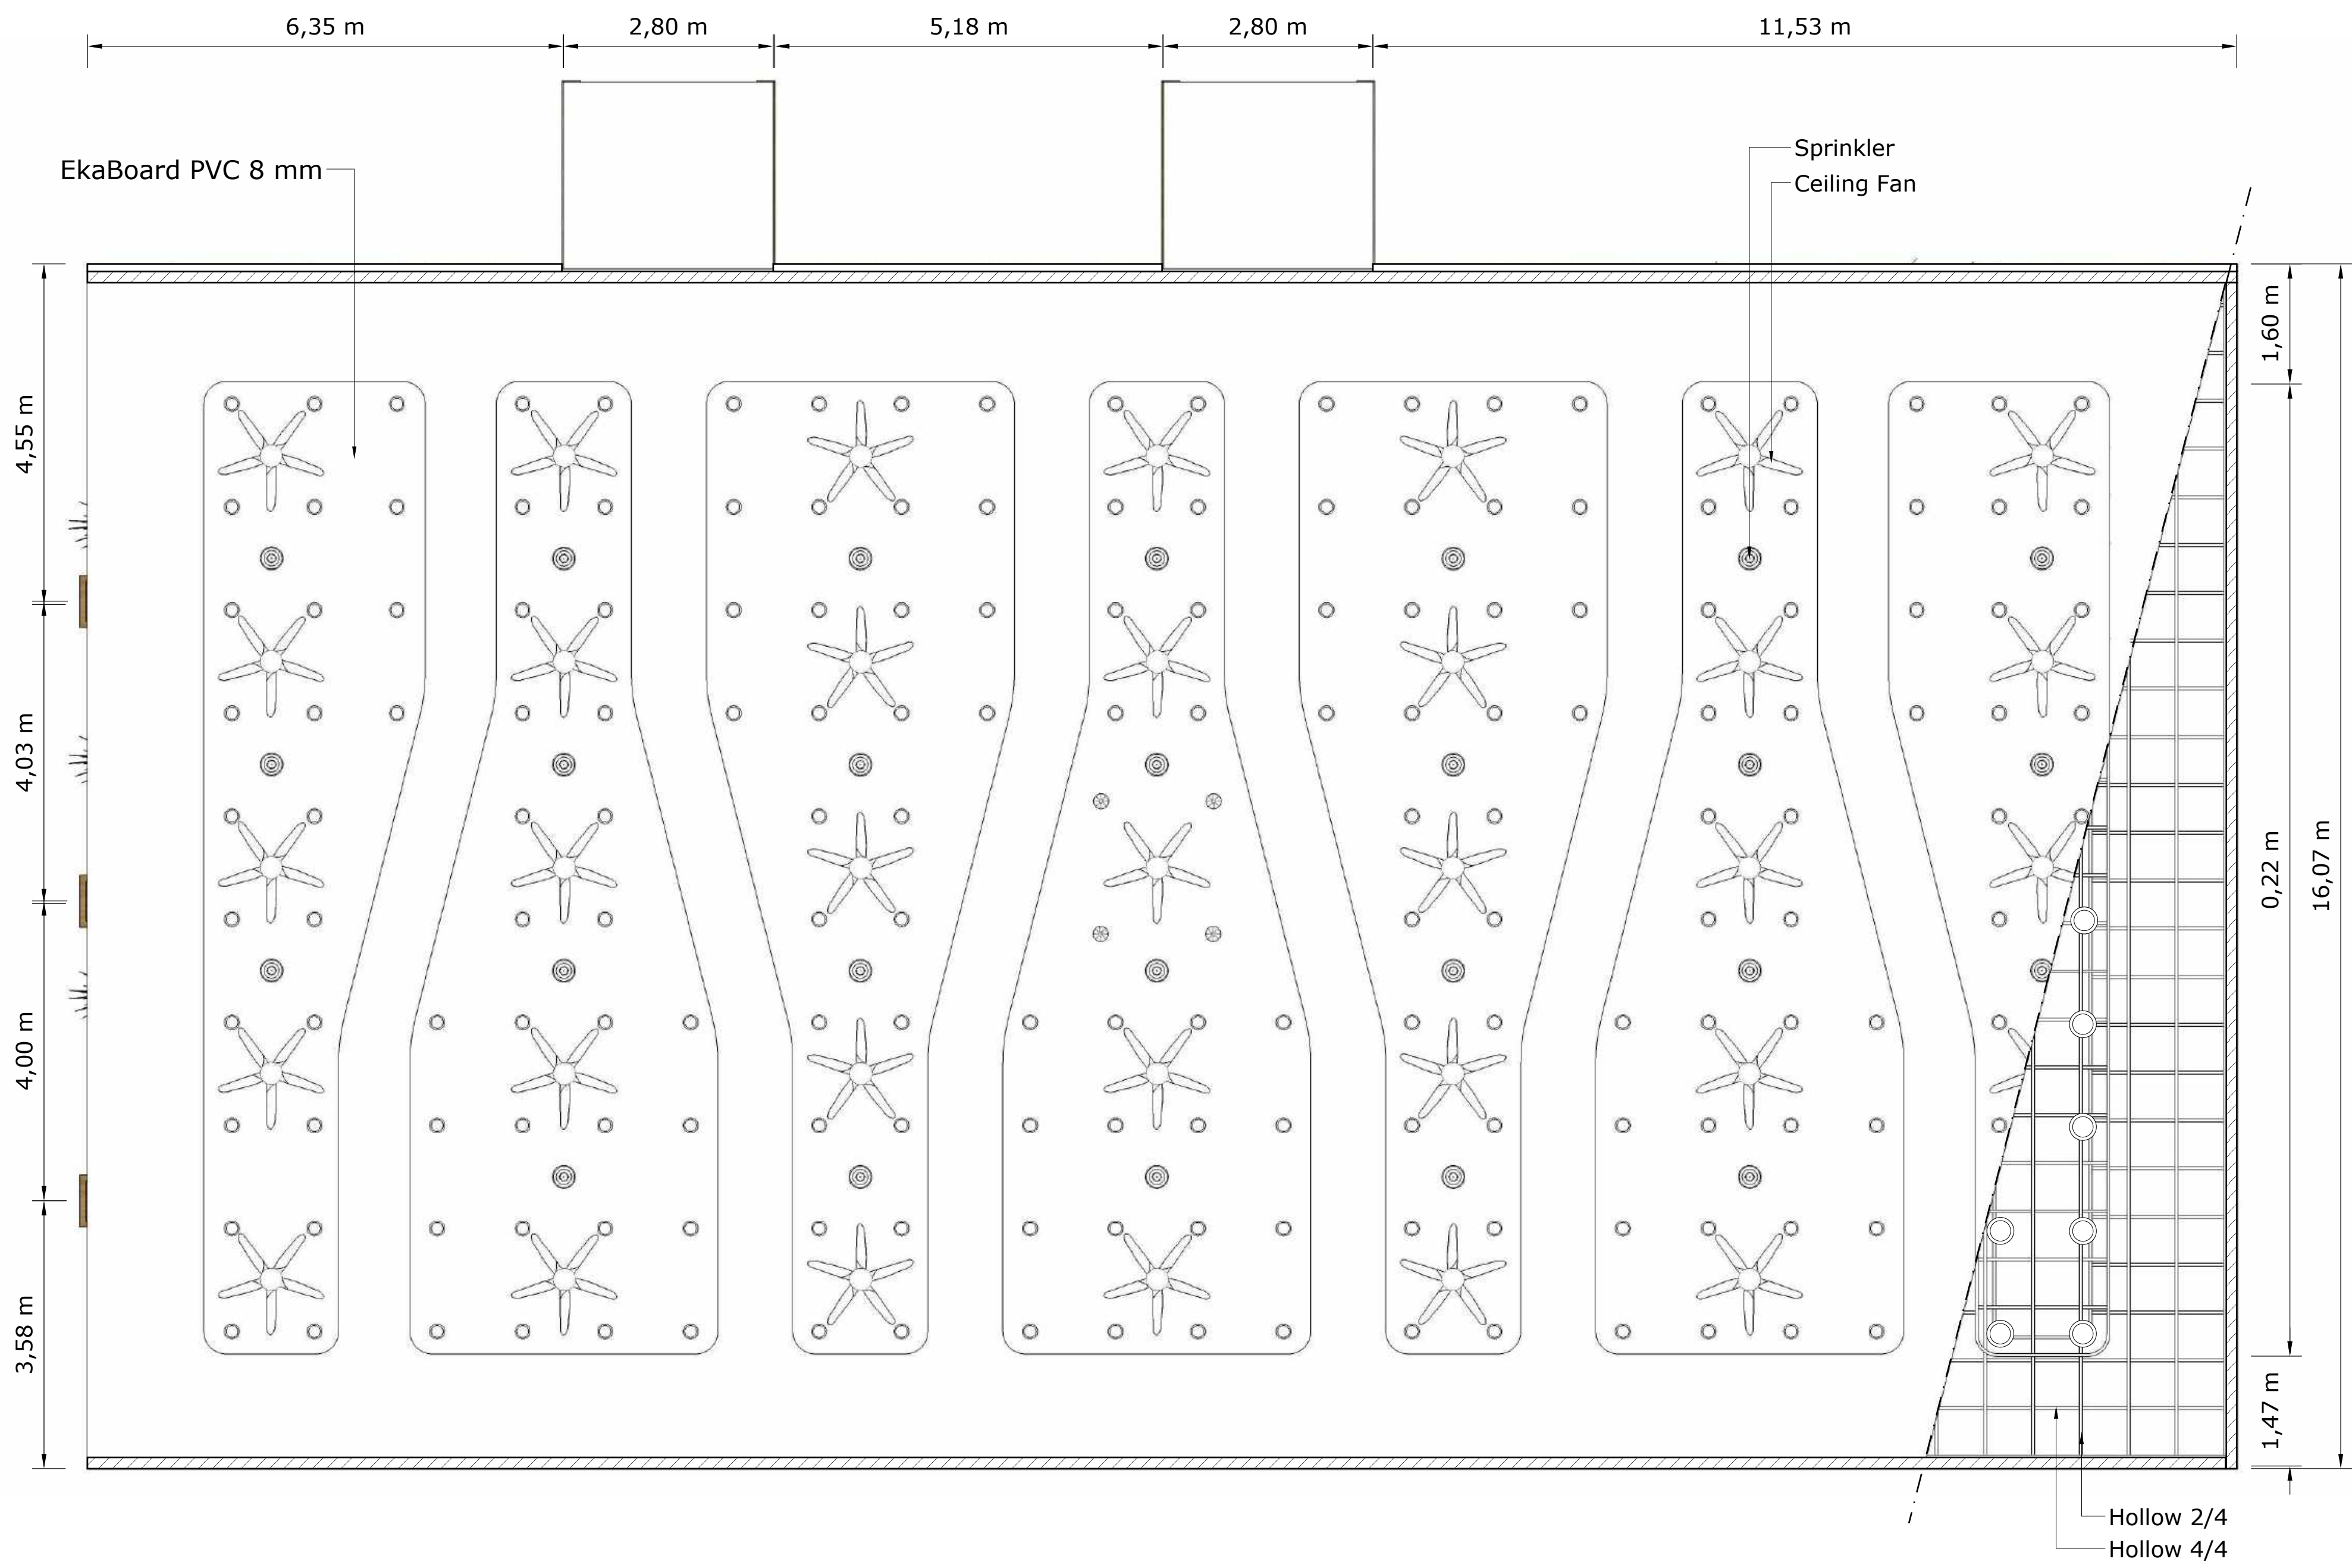 6,35 m
2,80 m
5,18 m
2,80 m
11,53 m
EkaBoard PVC 8 mm
Sprinkler
Ceiling Fan
4,55 m
4,03 m
4,00 m
3,58 m
1,60 m
0,22 m
16,07 m
1,47 m
Hollow 2/4
Hollow 4/4